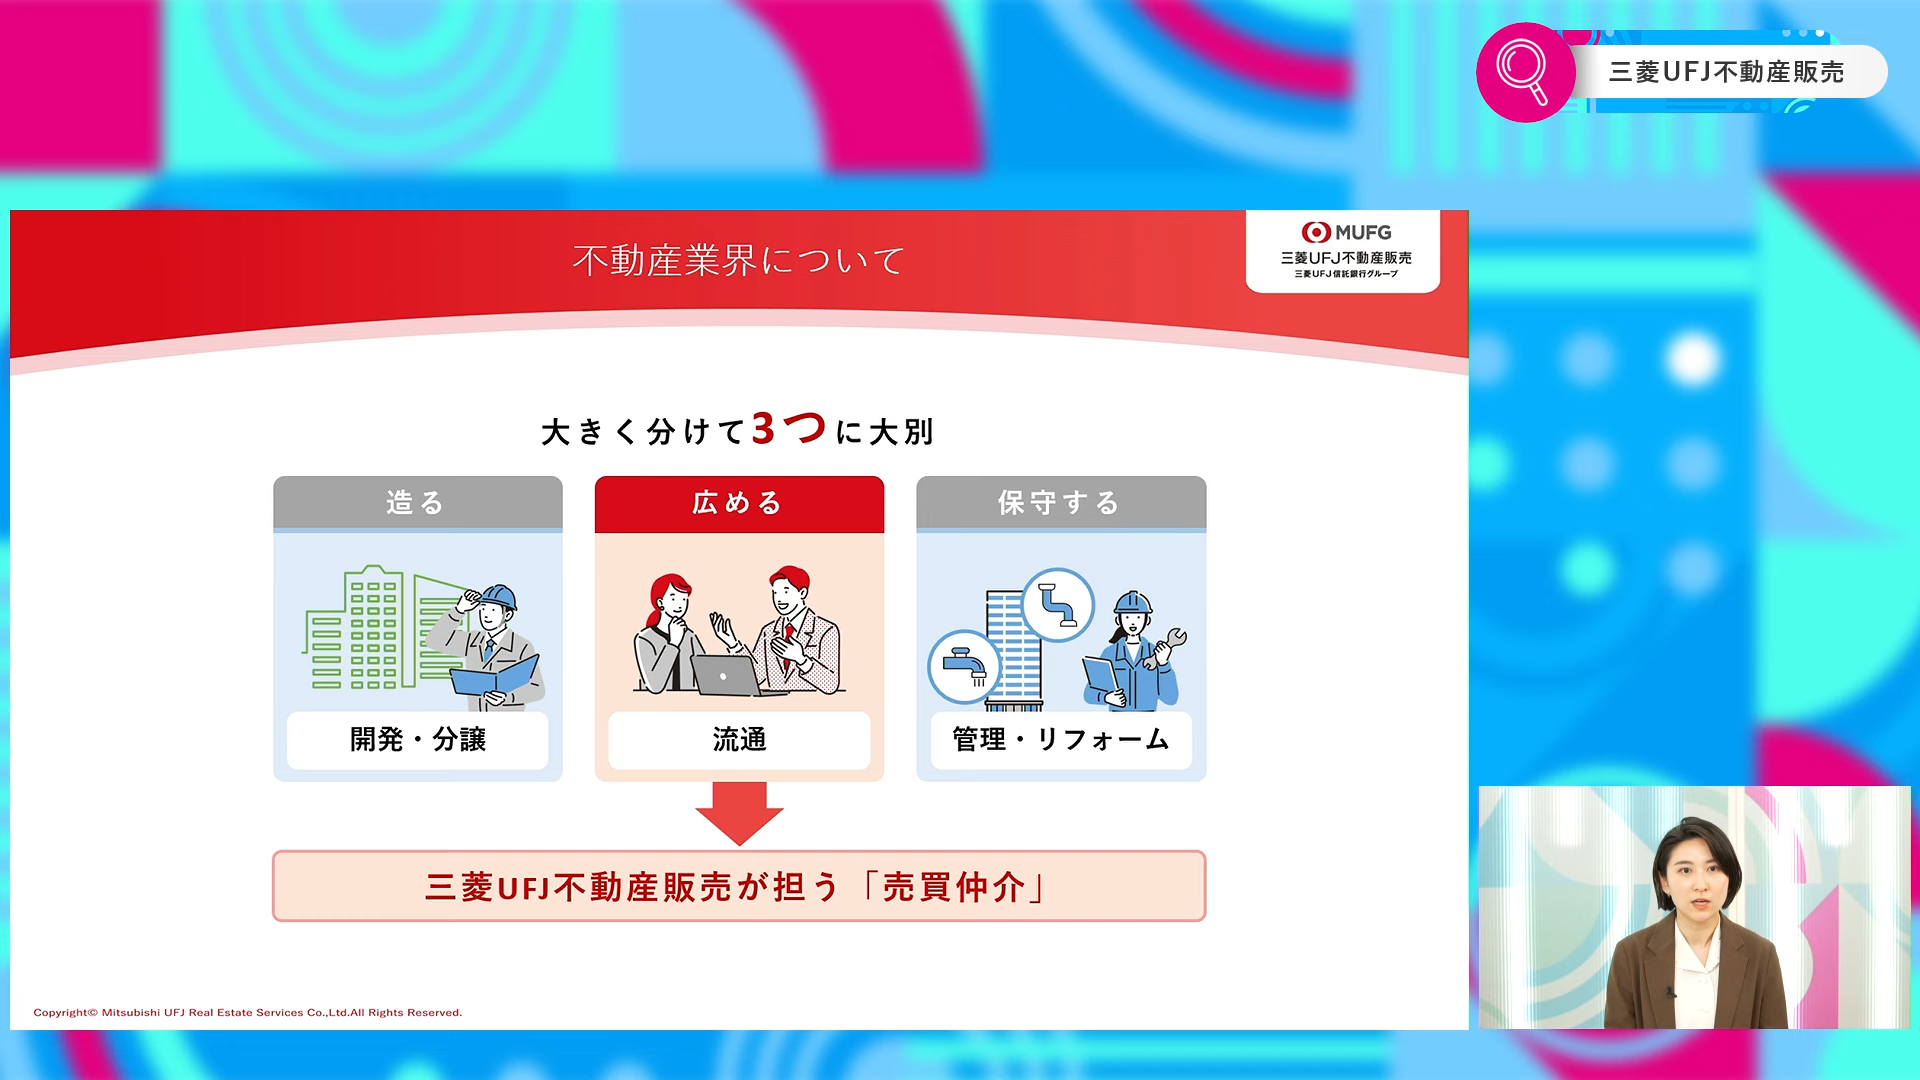 三菱UFJ不動産販売
不動産業界について
MUFG
三菱UFJ不動産販売
三菱UFJ信託銀行グループ
大きく分けて3つに大別
造る
広める
保守する
開発・分譲
流通
管理・リフォーム
三菱UFJ不動産販売が担う「売買仲介」
Copyright© Mitsubishi UFJ Real Estate Services Co.,Ltd.All Rights Reserved.